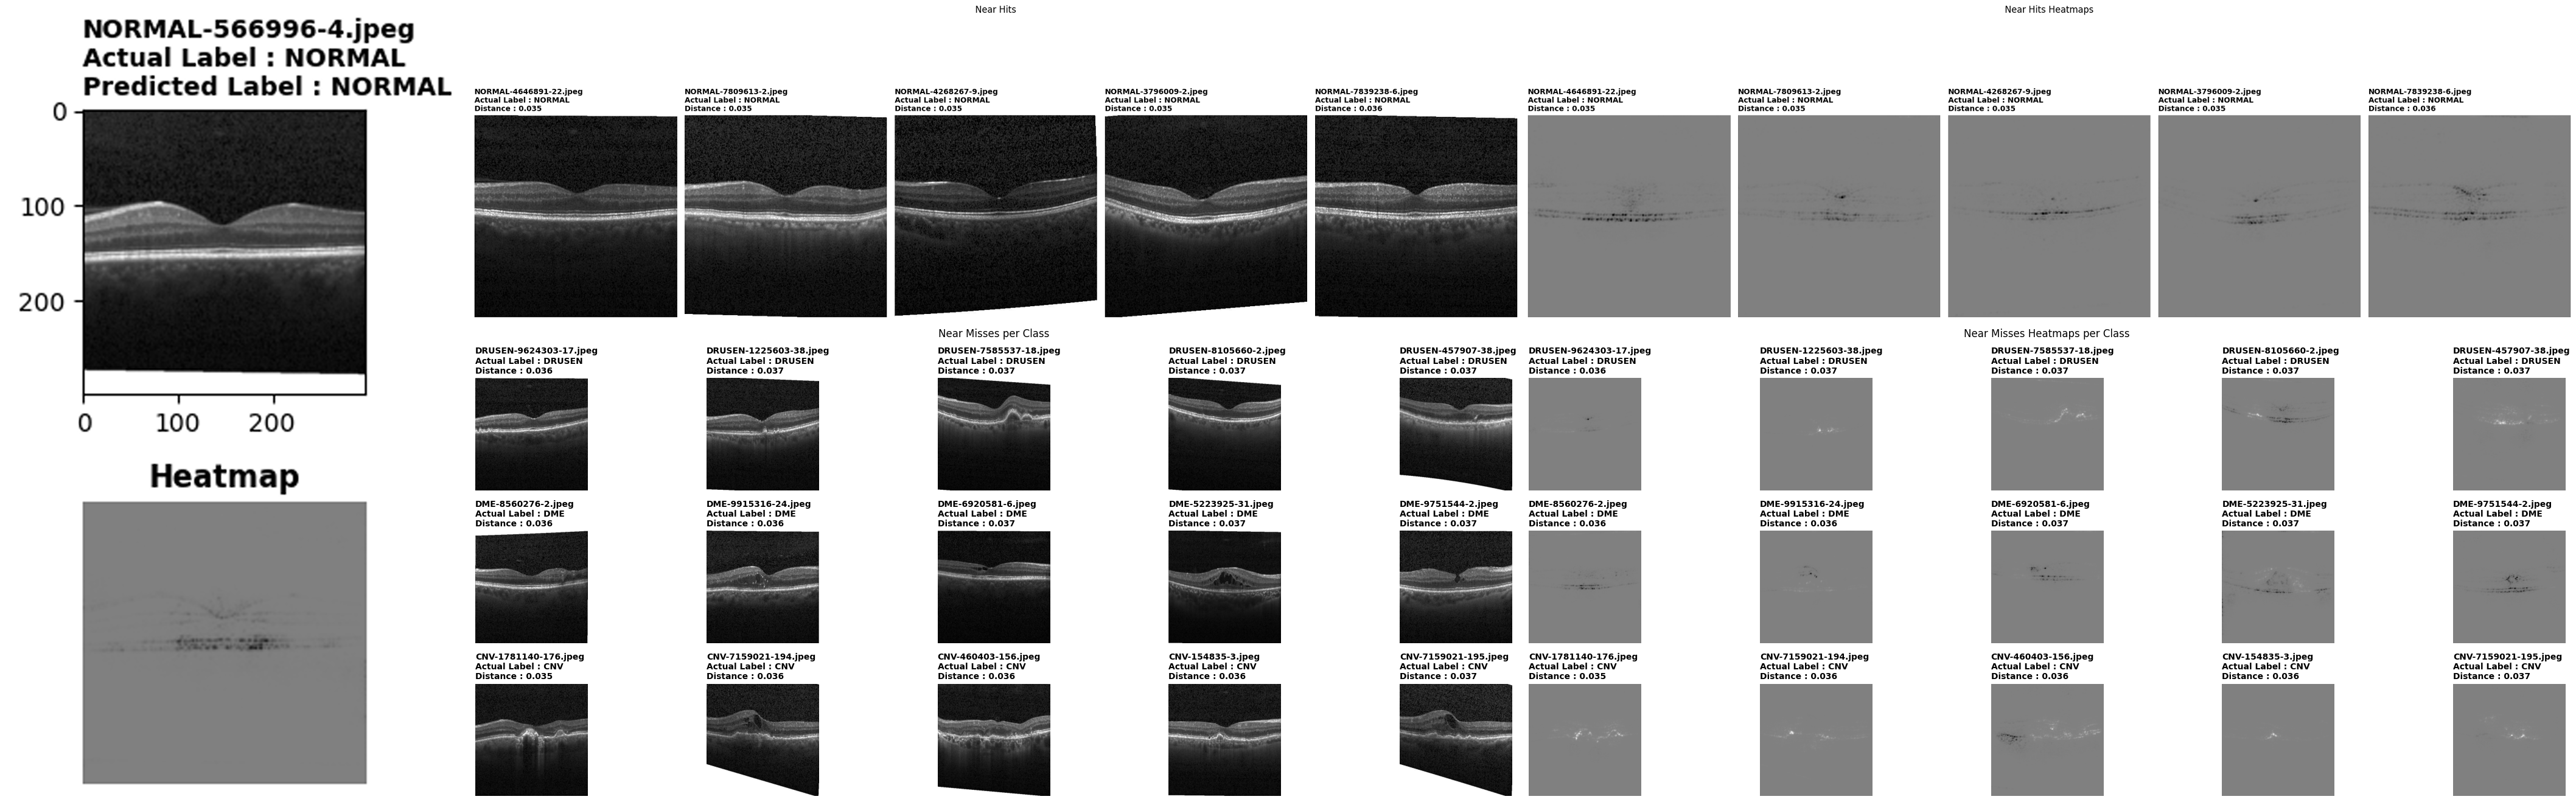 NORMAL-566996-4.jpeg
Actual Label : NORMAL
Predicted Label : NORMAL
0
100
200
0 100 200
Heatmap
Near Hits
NORMAL-4646891-22.jpeg
Actual Label : NORMAL
Distance : 0.035
NORMAL-7809613-2.jpeg
Actual Label : NORMAL
Distance : 0.035
NORMAL-4268267-9.jpeg
Actual Label : NORMAL
Distance : 0.035
NORMAL-3796009-2.jpeg
Actual Label : NORMAL
Distance : 0.035
NORMAL-7839238-6.jpeg
Actual Label : NORMAL
Distance : 0.036
Near Hits Heatmaps
NORMAL-4646891-22.jpeg
Actual Label : NORMAL
Distance : 0.035
NORMAL-7809613-2.jpeg
Actual Label : NORMAL
Distance : 0.035
NORMAL-4268267-9.jpeg
Actual Label : NORMAL
Distance : 0.035
NORMAL-3796009-2.jpeg
Actual Label : NORMAL
Distance : 0.035
NORMAL-7839238-6.jpeg
Actual Label : NORMAL
Distance : 0.036
Near Misses per Class
DRUSEN-9624303-17.jpeg
Actual Label : DRUSEN
Distance : 0.036
DRUSEN-1225603-38.jpeg
Actual Label : DRUSEN
Distance : 0.037
DRUSEN-7585537-18.jpeg
Actual Label : DRUSEN
Distance : 0.037
DRUSEN-8105660-2.jpeg
Actual Label : DRUSEN
Distance : 0.037
DRUSEN-457907-38.jpeg
Actual Label : DRUSEN
Distance : 0.037
DME-8560276-2.jpeg
Actual Label : DME
Distance : 0.036
DME-9915316-24.jpeg
Actual Label : DME
Distance : 0.036
DME-6920581-6.jpeg
Actual Label : DME
Distance : 0.037
DME-5223925-31.jpeg
Actual Label : DME
Distance : 0.037
DME-9751544-2.jpeg
Actual Label : DME
Distance : 0.037
CNV-1781140-176.jpeg
Actual Label : CNV
Distance : 0.035
CNV-7159021-194.jpeg
Actual Label : CNV
Distance : 0.036
CNV-460403-156.jpeg
Actual Label : CNV
Distance : 0.036
CNV-154835-3.jpeg
Actual Label : CNV
Distance : 0.036
CNV-7159021-195.jpeg
Actual Label : CNV
Distance : 0.037
Near Misses Heatmaps per Class
DRUSEN-9624303-17.jpeg
Actual Label : DRUSEN
Distance : 0.036
DRUSEN-1225603-38.jpeg
Actual Label : DRUSEN
Distance : 0.037
DRUSEN-7585537-18.jpeg
Actual Label : DRUSEN
Distance : 0.037
DRUSEN-8105660-2.jpeg
Actual Label : DRUSEN
Distance : 0.037
DRUSEN-457907-38.jpeg
Actual Label : DRUSEN
Distance : 0.037
DME-8560276-2.jpeg
Actual Label : DME
Distance : 0.036
DME-9915316-24.jpeg
Actual Label : DME
Distance : 0.036
DME-6920581-6.jpeg
Actual Label : DME
Distance : 0.037
DME-5223925-31.jpeg
Actual Label : DME
Distance : 0.037
DME-9751544-2.jpeg
Actual Label : DME
Distance : 0.037
CNV-1781140-176.jpeg
Actual Label : CNV
Distance : 0.035
CNV-7159021-194.jpeg
Actual Label : CNV
Distance : 0.036
CNV-460403-156.jpeg
Actual Label : CNV
Distance : 0.036
CNV-154835-3.jpeg
Actual Label : CNV
Distance : 0.036
CNV-7159021-195.jpeg
Actual Label : CNV
Distance : 0.037